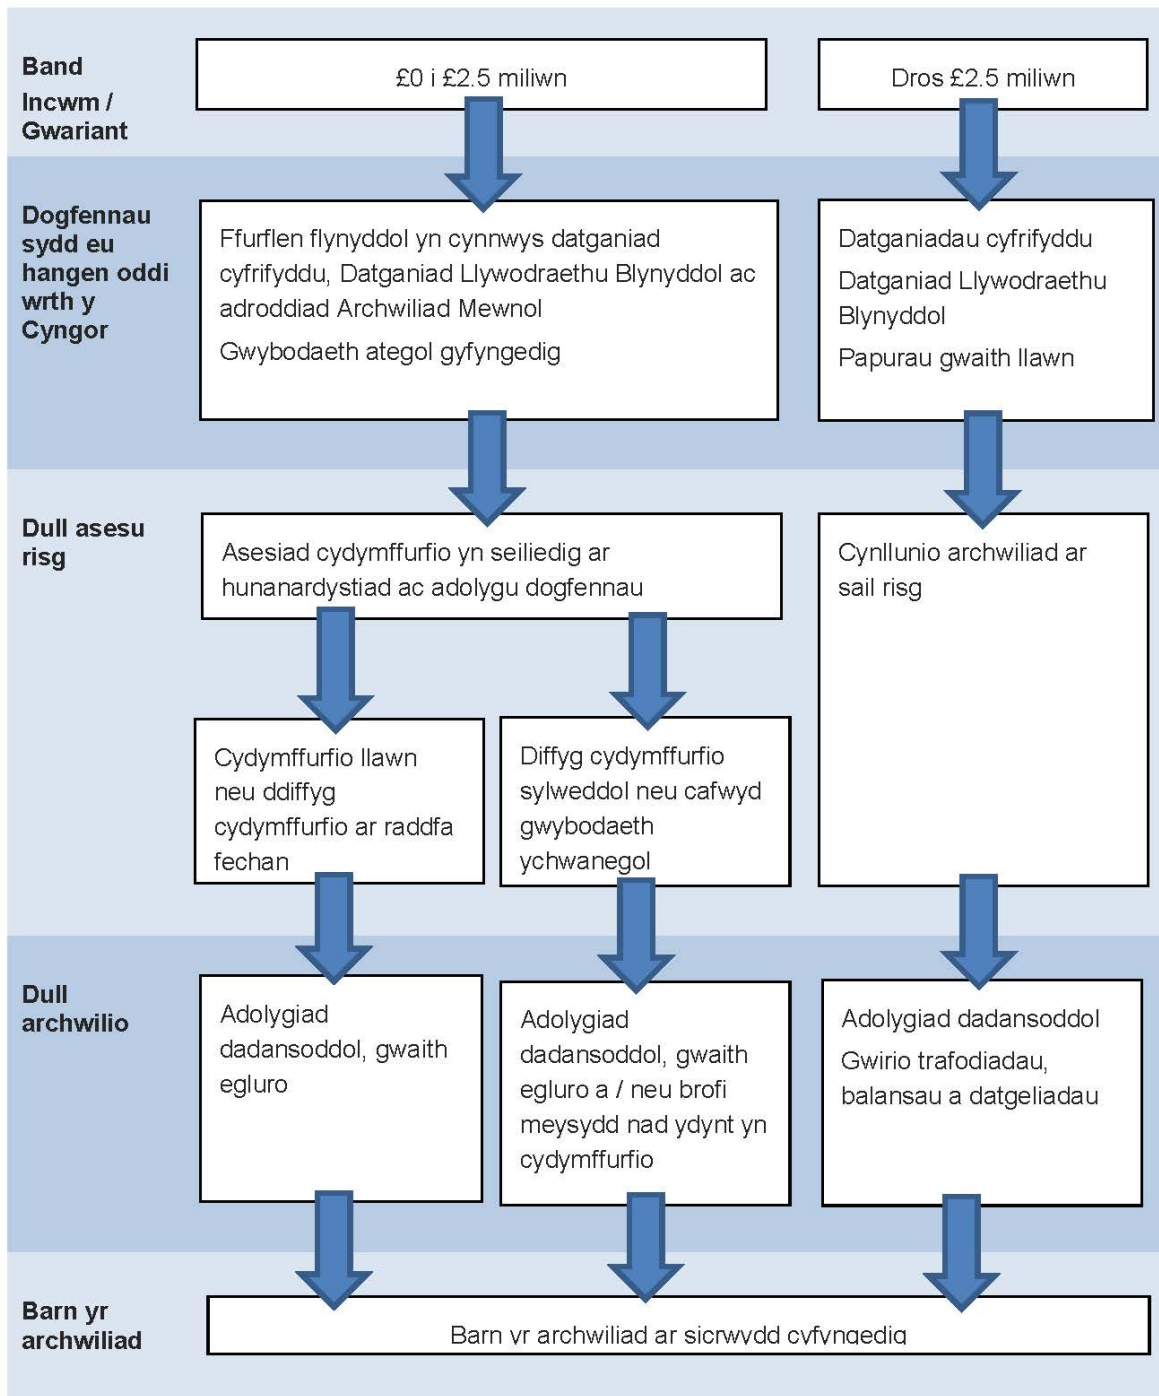 Band
Incwm /
Gwariant
£0 i £2.5 miliwn
Dros £2.5 miliwn
Dogfennau
sydd eu
hangen oddi
wrth y
Cyngor
Ffurflen flynyddol yn cynnwys datganiad
cyfrifyddu, Datganiad Llywodraethu Blynyddol ac
adroddiad Archwiliad Mewnol
Gwybodaeth ategol gyfyngedig
Datganiadau cyfrifyddu
Datganiad Llywodraethu
Blynyddol
Papurau gwaith llawn
Dull asesu
risg
Asesiad cydymffurfio yn seiliedig ar
hunanardystiad ac adolygu dogfennau
Cynllunio archwiliad ar
sail risg
Cydymffurfio llawn
neu ddiffyg
cydymffurfio ar raddfa
fechan
Diffyg cydymffurfio
sylweddol neu cafwyd
gwybodaeth
ychwanegol
Dull
archwilio
Adolygiad
dadansoddol, gwaith
egluro
Adolygiad
dadansoddol, gwaith
egluro a / neu brofi
meysydd nad ydynt yn
cydymffurfio
Adolygiad dadansoddol
Gwirio trafodiadau,
balansau a datgeliadau
Barn yr
archwiliad
Barn yr archwiliad ar sicrwydd cyfyngedig